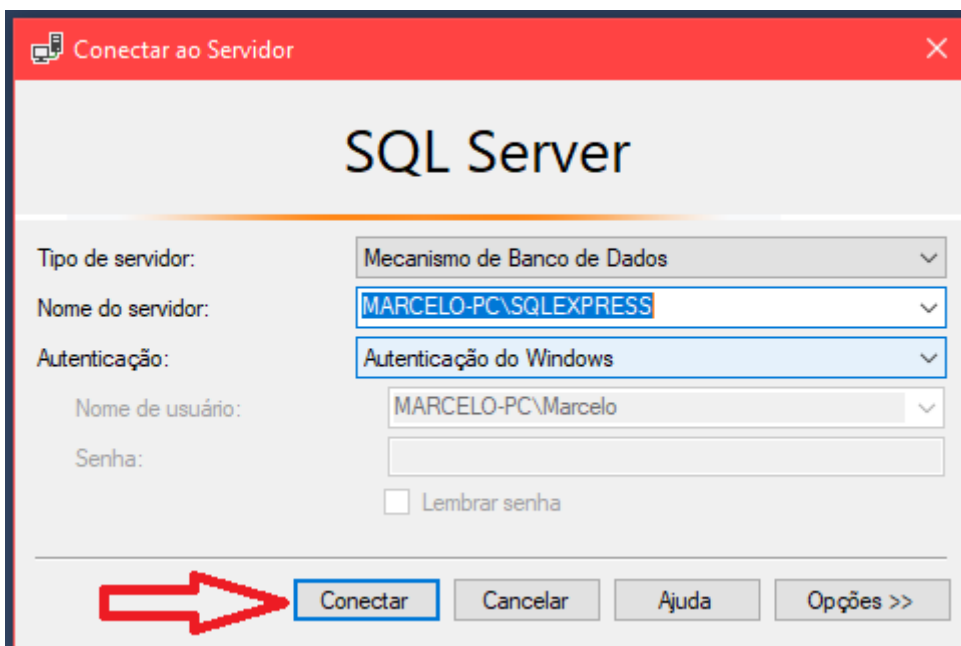 Conectar ao Servidor
SQL Server
Tipo de servidor: Mecanismo de Banco de Dados
Nome do servidor: MARCELO-PC\SQLEXPRESS
Autenticação: Autenticação do Windows
Nome de usuário: MARCELO-PC\Marcelo
Senha:
Lembrar senha
Conectar Cancelar Ajuda Opções >>